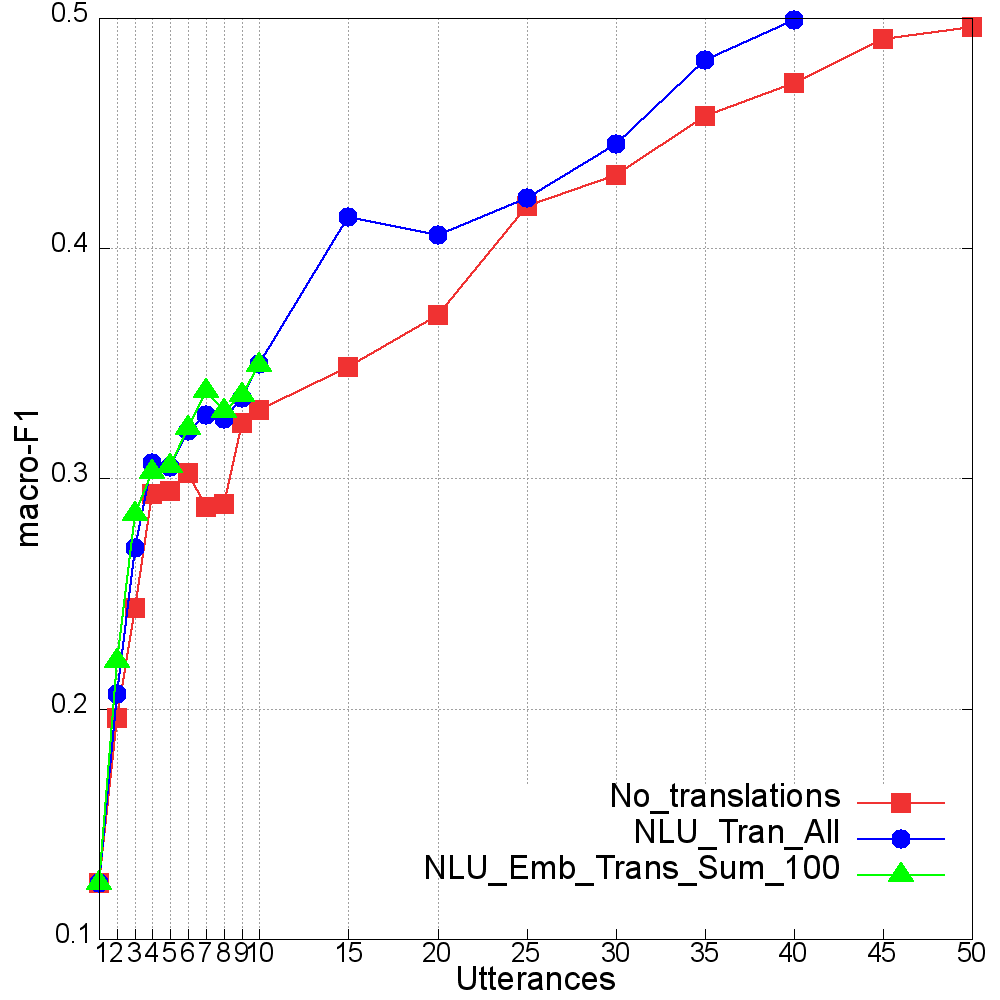 0.5
0.4
0.3
0.2
0.1
macro-F1
No_translations
NLU_Tran_All
NLU_Emb_Trans_Sum_100
1 2 3 4 5 6 7 8 9 10 15 20 25 30 35 40 45 50
Utterances